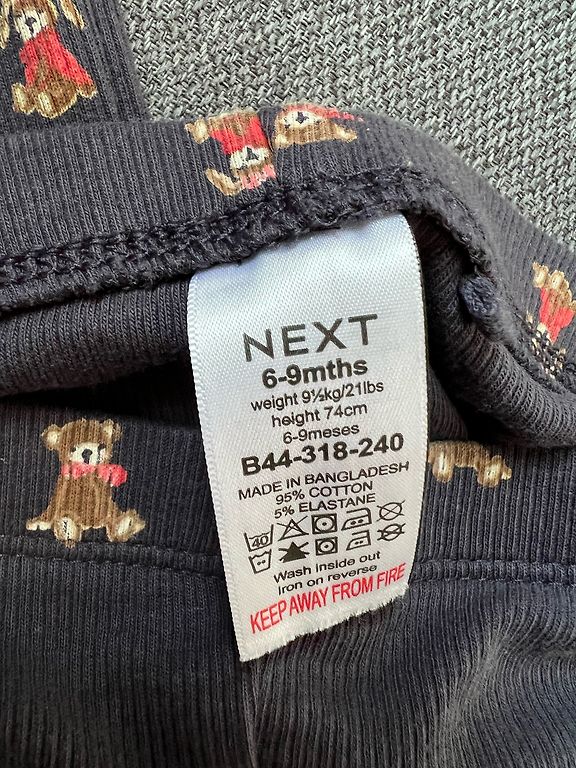 NEXT
6-9mths
weight 9½kg/21lbs
height 74cm
6-9meses
B44-318-240
MADE IN BANGLADESH
95% COTTON
5% ELASTANE
40
Wash inside out
Iron on reverse
KEEP AWAY FROM FIRE